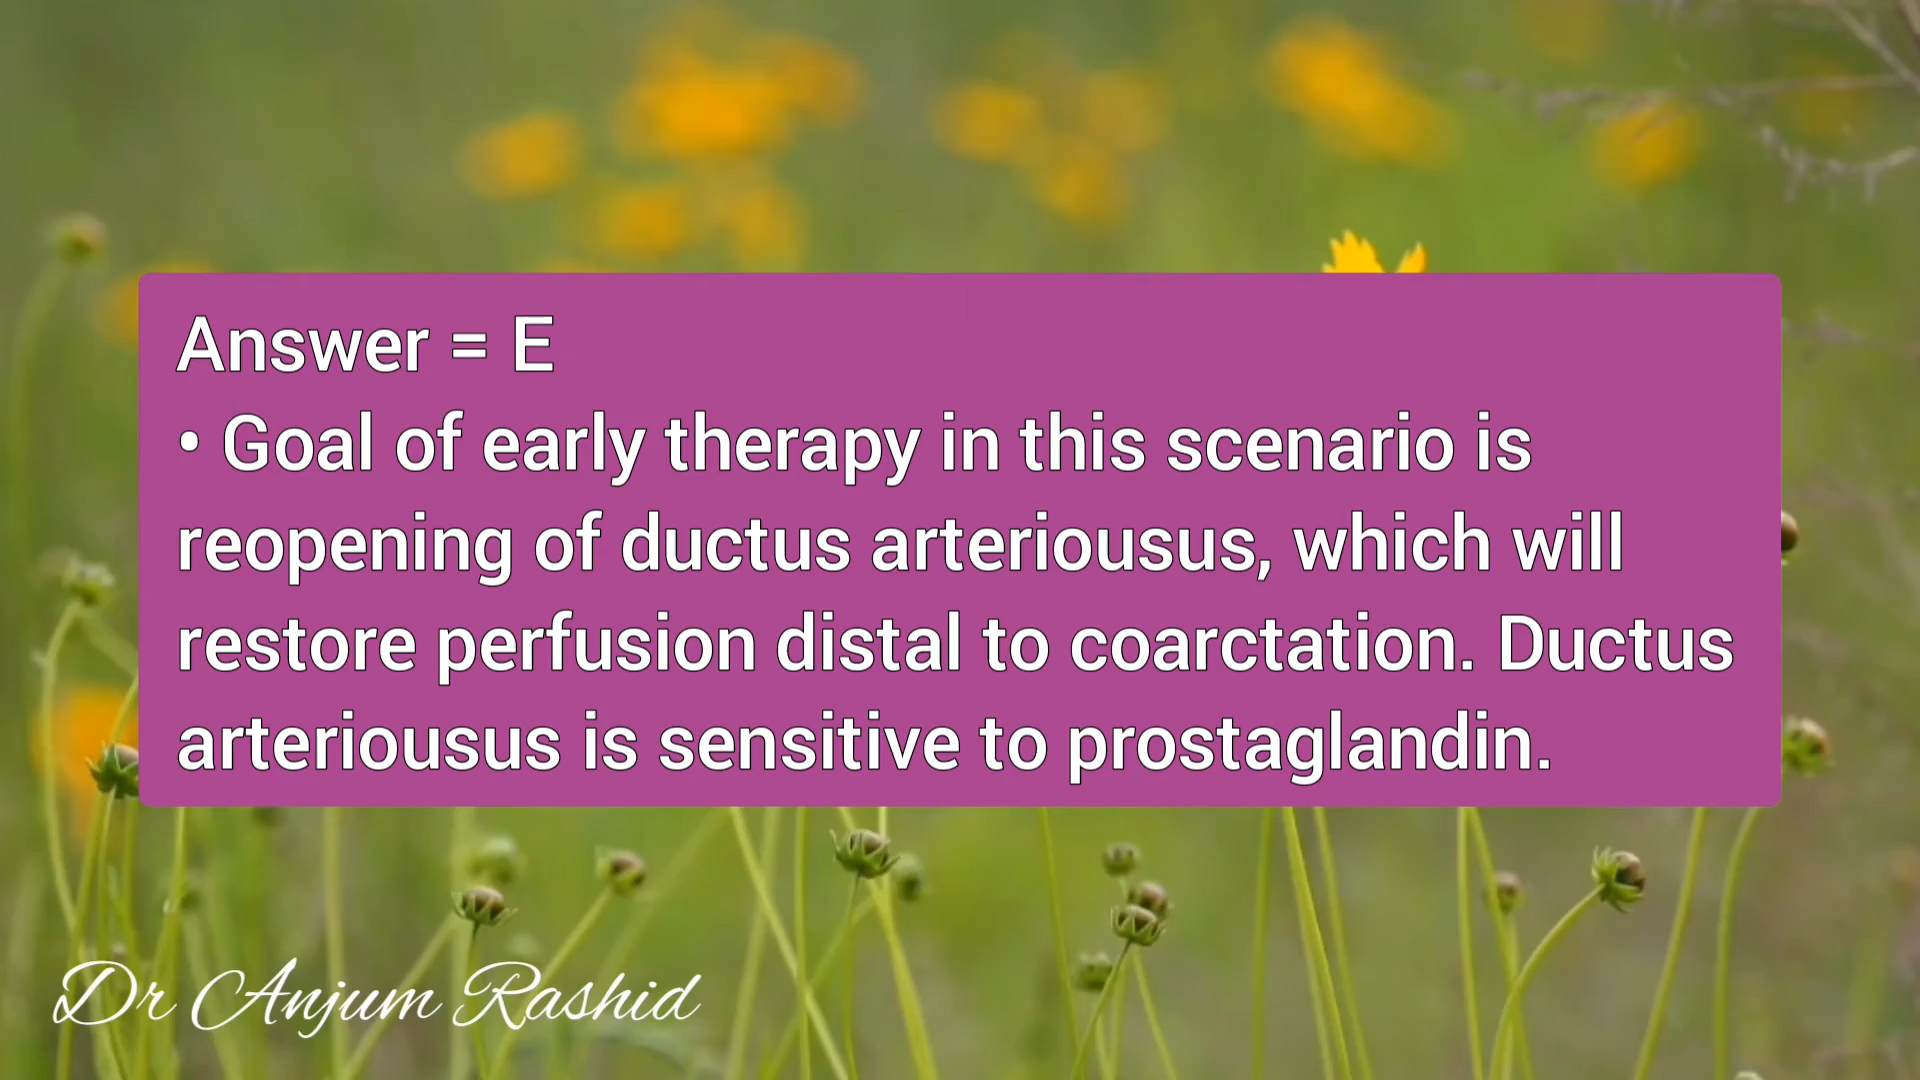 Answer = E
• Goal of early therapy in this scenario is
reopening of ductus arteriousus, which will
restore perfusion distal to coarctation. Ductus
arteriousus is sensitive to prostaglandin.
Dr Anjum Rashid